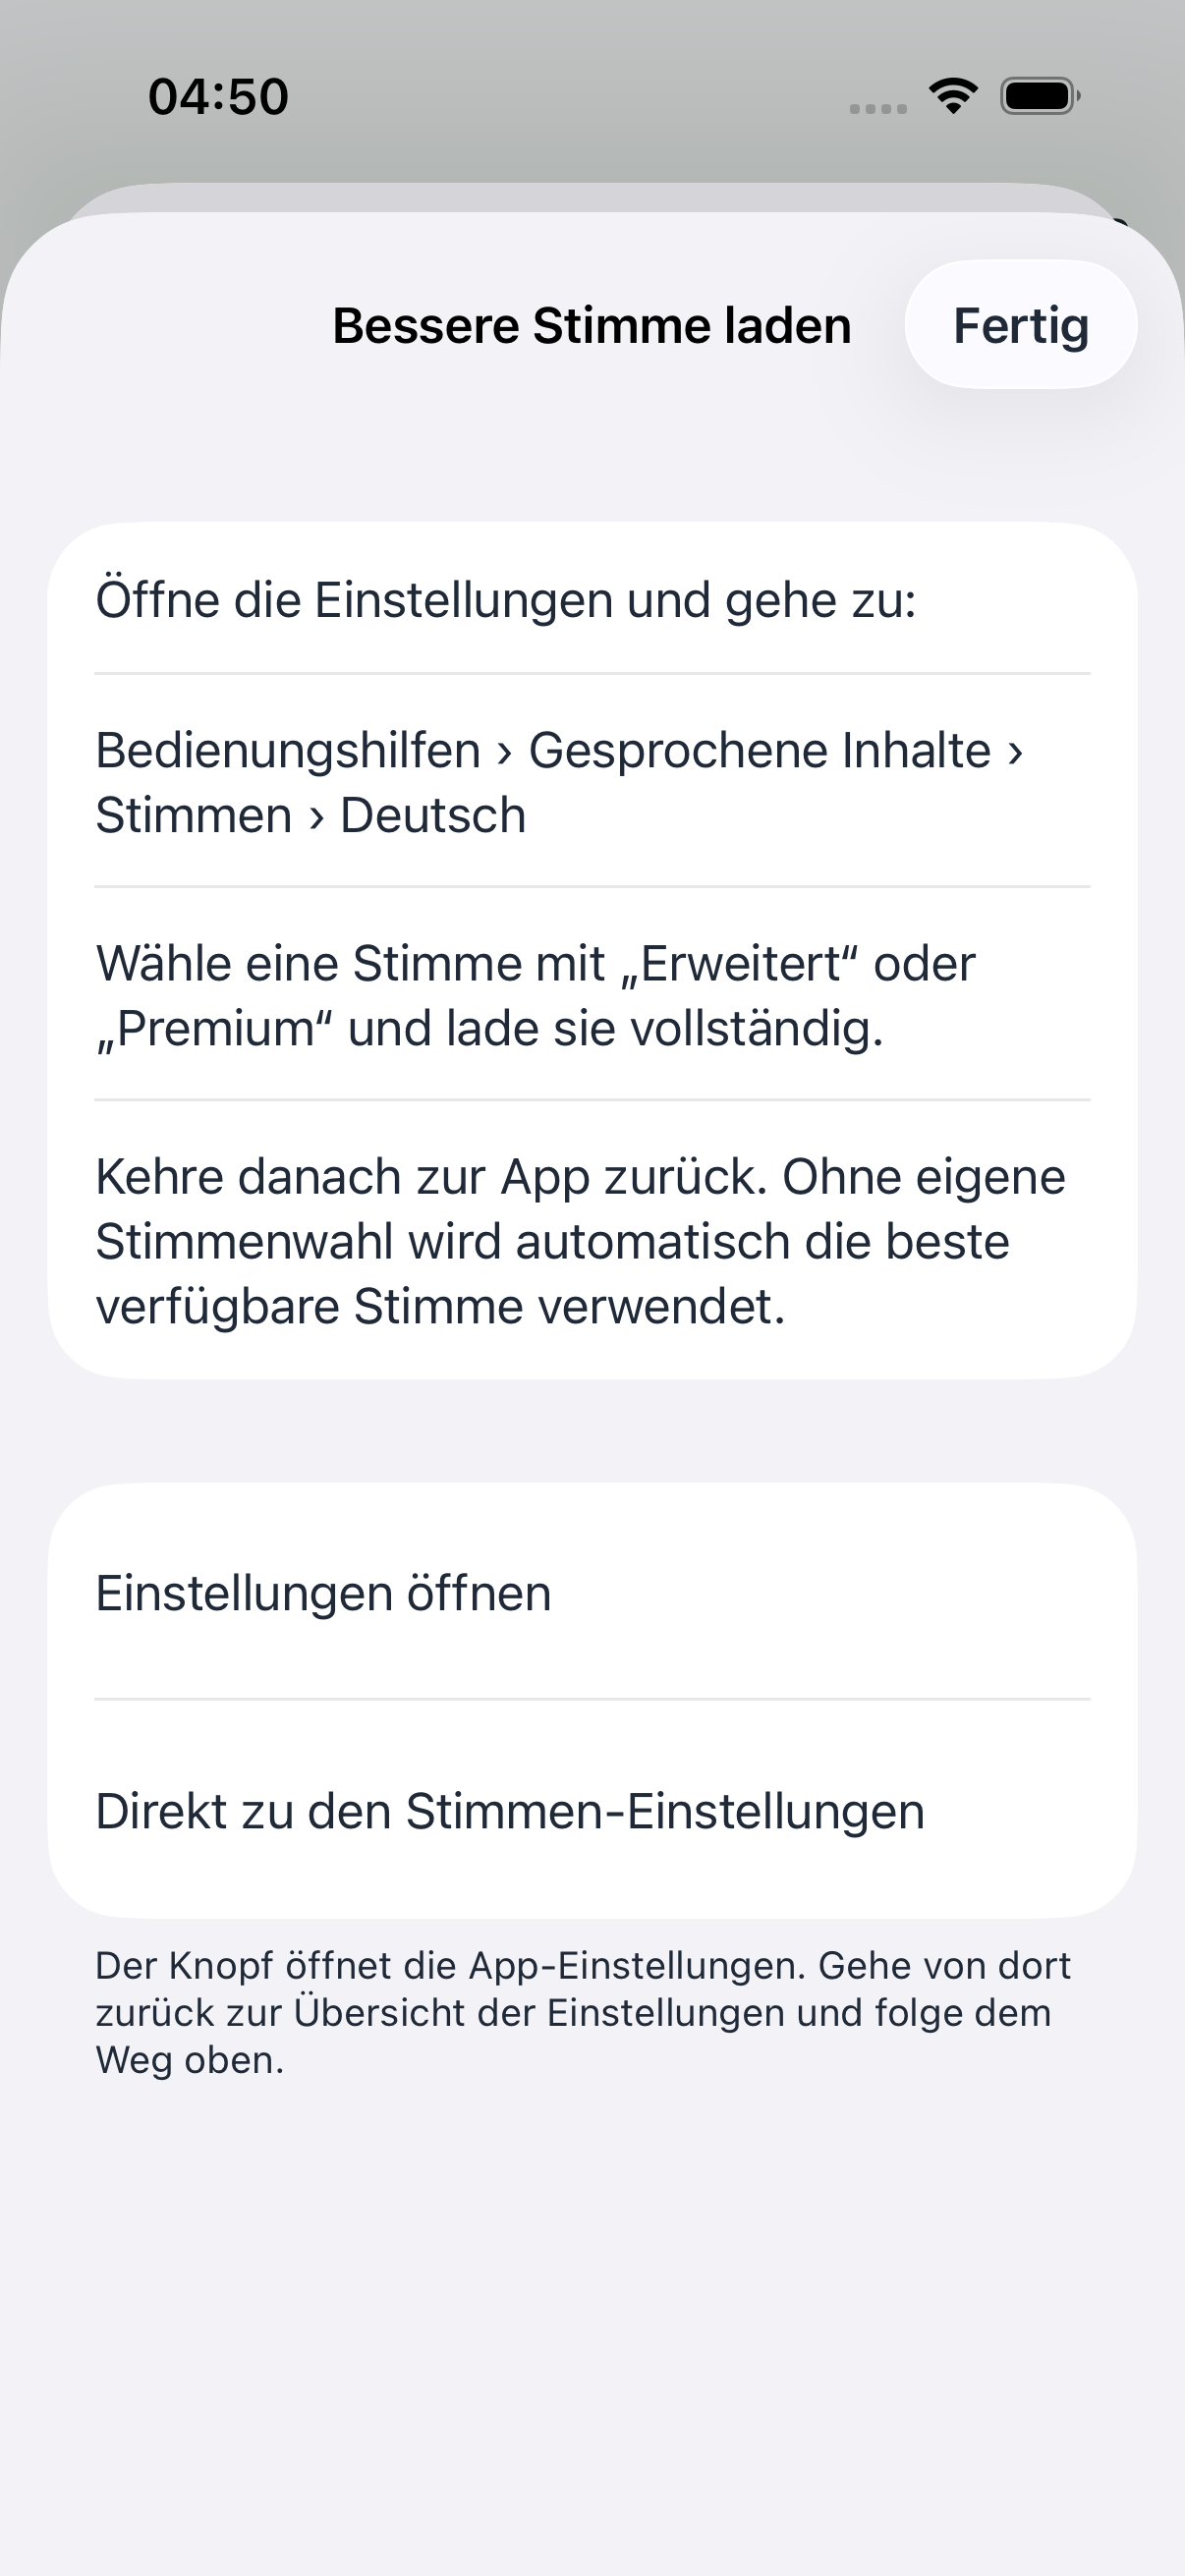 04:50
Bessere Stimme laden
Fertig
Öffne die Einstellungen und gehe zu:
Bedienungshilfen › Gesprochene Inhalte ›
Stimmen › Deutsch
Wähle eine Stimme mit „Erweitert“ oder
„Premium“ und lade sie vollständig.
Kehre danach zur App zurück. Ohne eigene
Stimmenwahl wird automatisch die beste
verfügbare Stimme verwendet.
Einstellungen öffnen
Direkt zu den Stimmen-Einstellungen
Der Knopf öffnet die App-Einstellungen. Gehe von dort
zurück zur Übersicht der Einstellungen und folge dem
Weg oben.